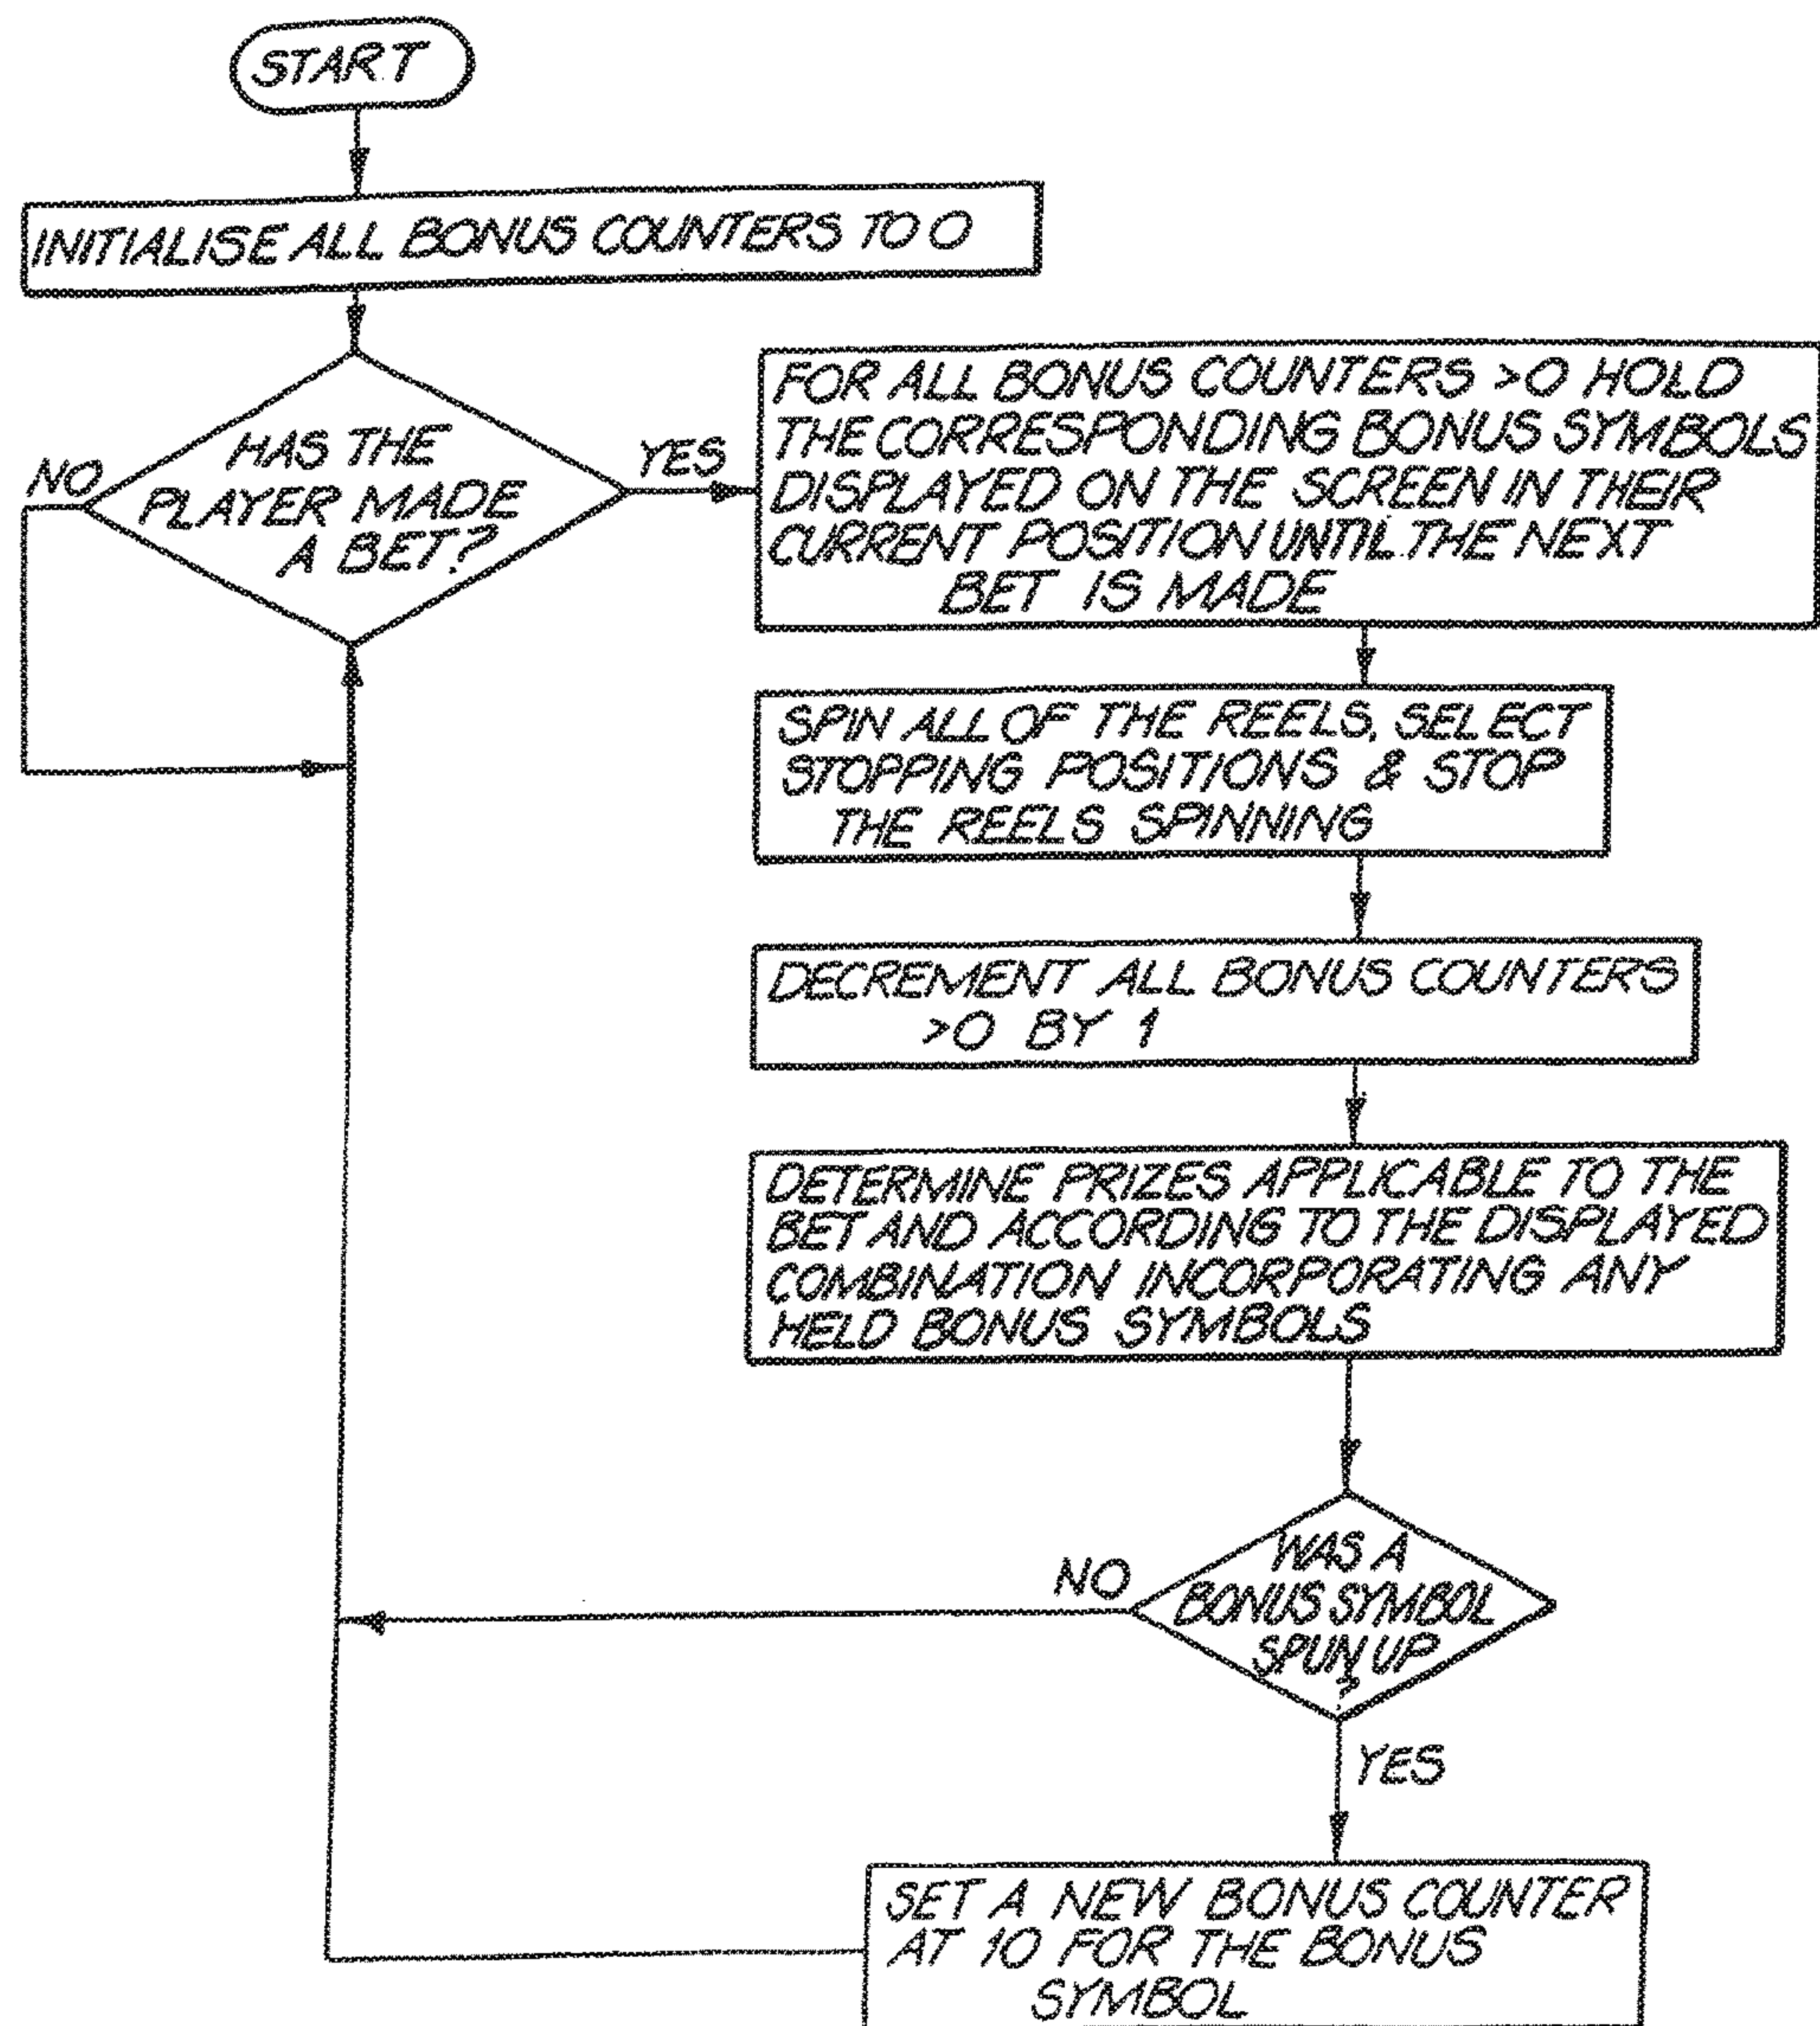 START
INITIALISE ALL BONUS COUNTERS TO 0
HAS THE
PLAYER MADE
A BET?
NO
YES
FOR ALL BONUS COUNTERS >0 HOLD
THE CORRESPONDING BONUS SYMBOLS
DISPLAYED ON THE SCREEN IN THEIR
CURRENT POSITION UNTIL THE NEXT
BET IS MADE
SPIN ALL OF THE REELS, SELECT
STOPPING POSITIONS & STOP
THE REELS SPINNING
DECREMENT ALL BONUS COUNTERS
>0 BY 1
DETERMINE PRIZES APPLICABLE TO THE
BET AND ACCORDING TO THE DISPLAYED
COMBINATION INCORPORATING ANY
HELD BONUS SYMBOLS
WAS A
BONUS SYMBOL
SPUN UP
?
NO
YES
SET A NEW BONUS COUNTER
AT 10 FOR THE BONUS
SYMBOL